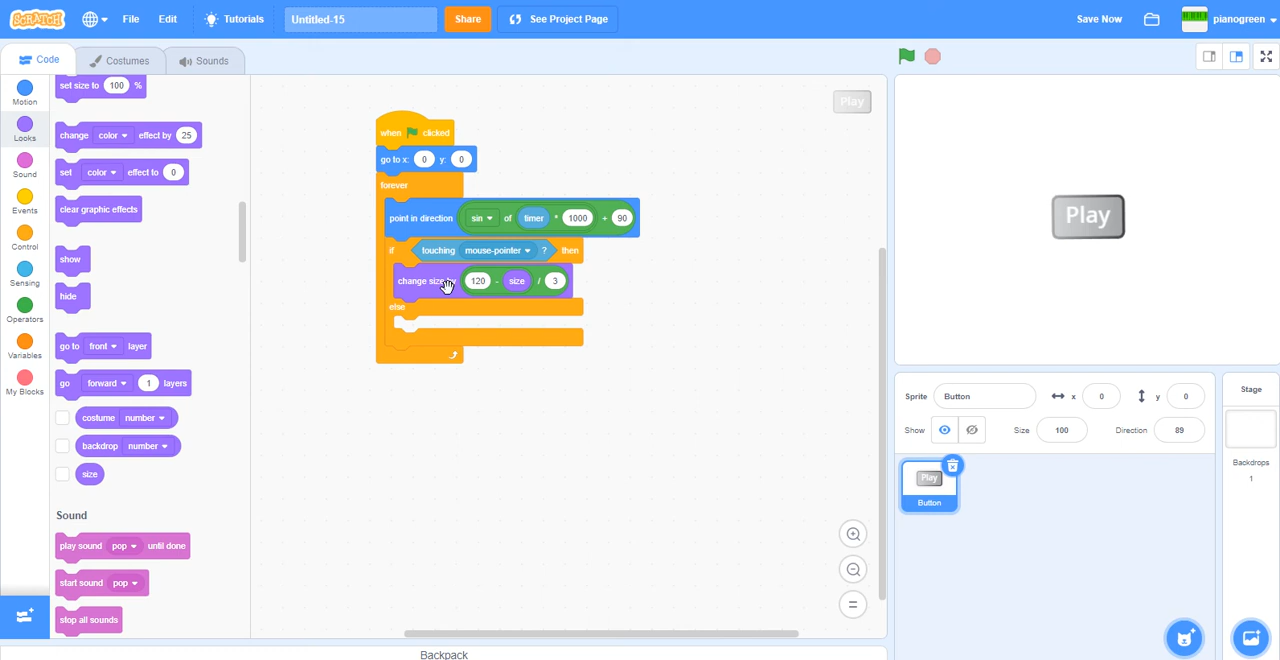 SCRATCH File Edit Tutorials Untitled-15 Share See Project Page Save Now pianogreen
Code Costumes Sounds
Motion
Looks
Sound
Events
Control
Sensing
Operators
Variables
My Blocks
set size to 100 %
change color effect by 25
set color effect to 0
clear graphic effects
show
hide
go to front layer
go forward 1 layers
costume number
backdrop number
size
Sound
play sound pop until done
start sound pop
stop all sounds
when clicked
go to x: 0 y: 0
forever
point in direction sin of timer * 1000 + 90
if touching mouse-pointer ? then
change size by 120 - size / 3
else
Play
Backpack
Play
Sprite Button x 0 y 0
Show Size 100 Direction 89
Play
Button
Stage
Backdrops
1